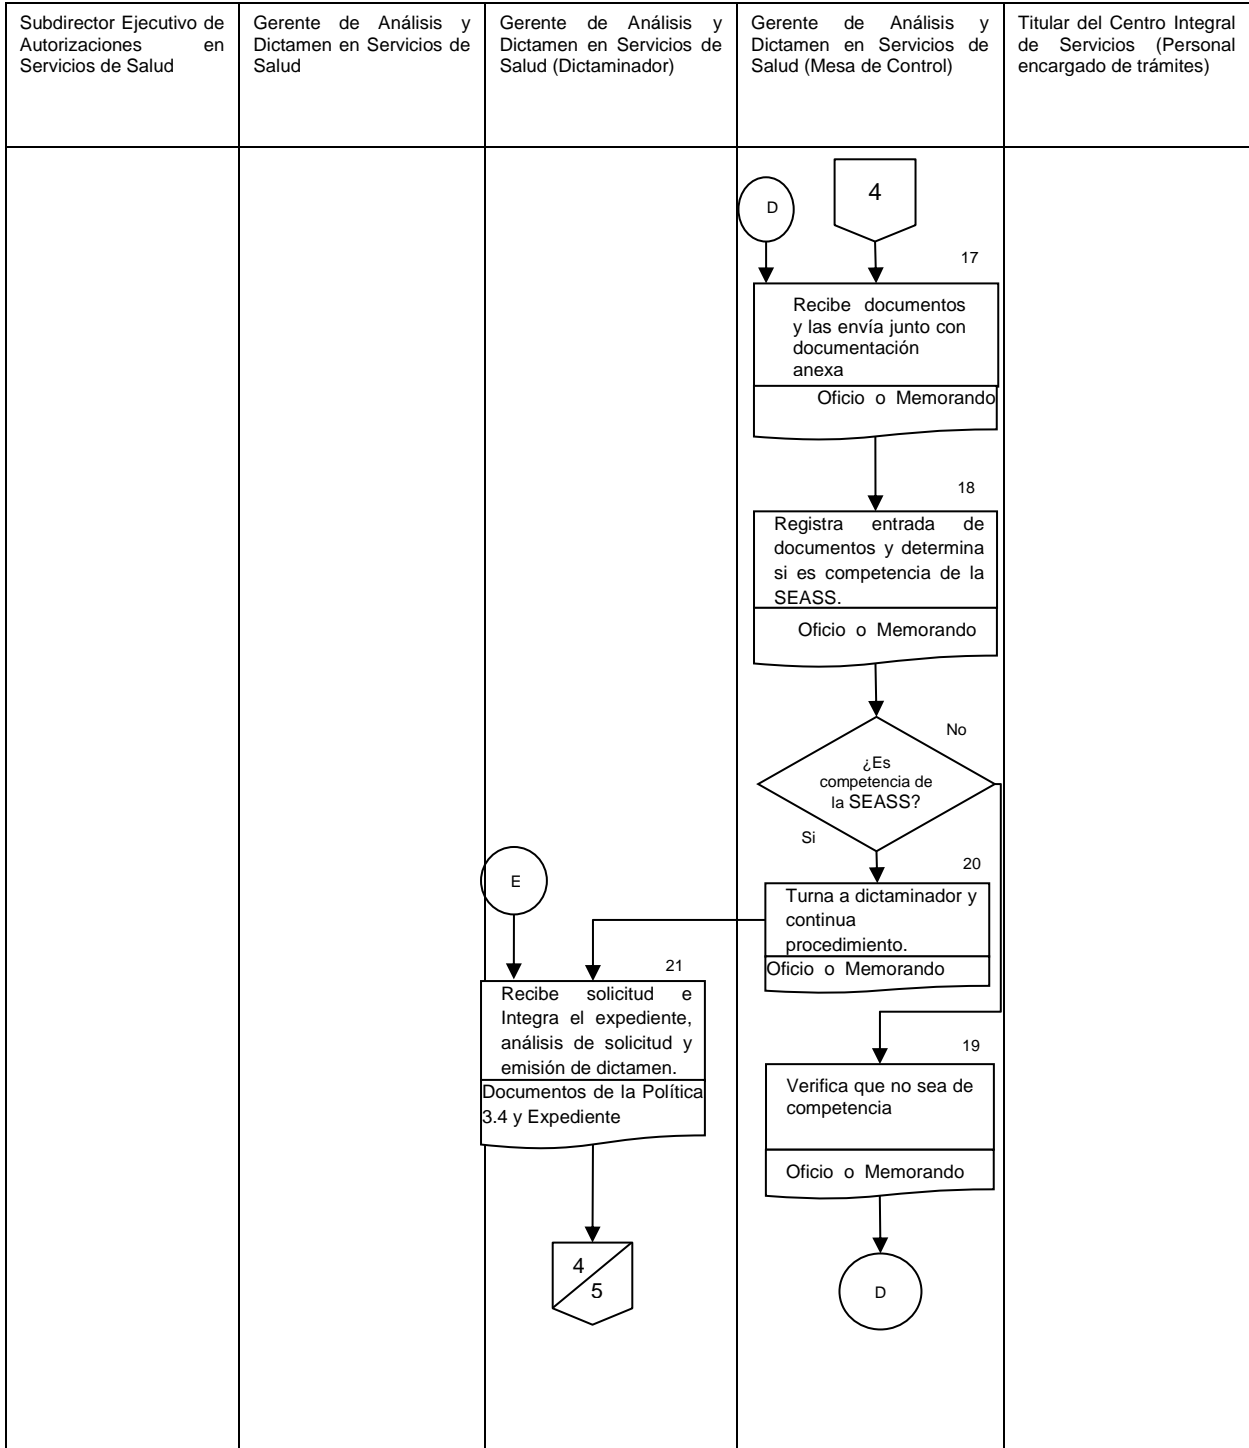 Subdirector Ejecutivo de
Autorizaciones en
Servicios de Salud
Gerente de Análisis y
Dictamen en Servicios de
Salud
Gerente de Análisis y
Dictamen en Servicios de
Salud (Dictaminador)
Gerente de Análisis y
Dictamen en Servicios de
Salud (Mesa de Control)
Titular del Centro Integral
de Servicios (Personal
encargado de trámites)
D
4
17
Recibe documentos
y las envía junto con
documentación
anexa
Oficio o Memorando
18
Registra entrada de
documentos y determina
si es competencia de la
SEASS.
Oficio o Memorando
No
¿Es
competencia de
la SEASS?
Si
20
Turna a dictaminador y
continua
procedimiento.
Oficio o Memorando
E
21
Recibe solicitud e
Integra el expediente,
análisis de solicitud y
emisión de dictamen.
Documentos de la Política
3.4 y Expediente
19
Verifica que no sea de
competencia
Oficio o Memorando
4
5
D